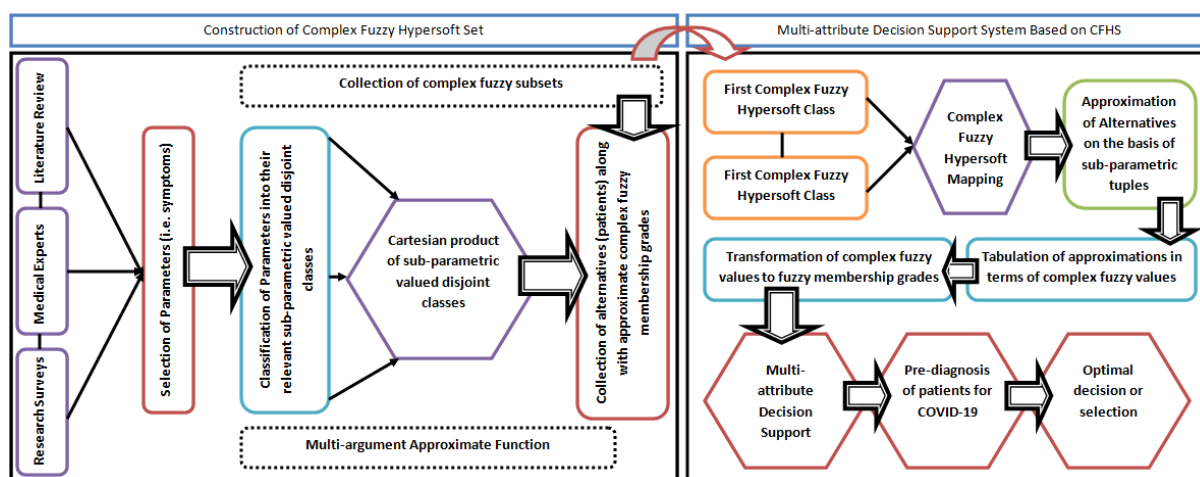 Construction of Complex Fuzzy Hypersoft Set
Literature Review
Medical Experts
Research Surveys
Selection of Parameters (i.e. symptoms)
Collection of complex fuzzy subsets
Classification of Parameters into their
relevant sub-parametric valued disjoint
classes
Cartesian product
of sub-parametric
valued disjoint
classes
Multi-argument Approximate Function
Collection of alternatives (patients) along
with approximate complex fuzzy
membership grades
Multi-attribute Decision Support System Based on CFHS
First Complex Fuzzy
Hypersoft Class
First Complex Fuzzy
Hypersoft Class
Complex
Fuzzy
Hypersoft
Mapping
Approximation
of Alternatives
on the basis of
sub-parametric
tuples
Tabulation of approximations in
terms of complex fuzzy values
Transformation of complex fuzzy
values to fuzzy membership grades
Multi-
attribute
Decision
Support
Pre-diagnosis
of patients for
COVID-19
Optimal
decision or
selection